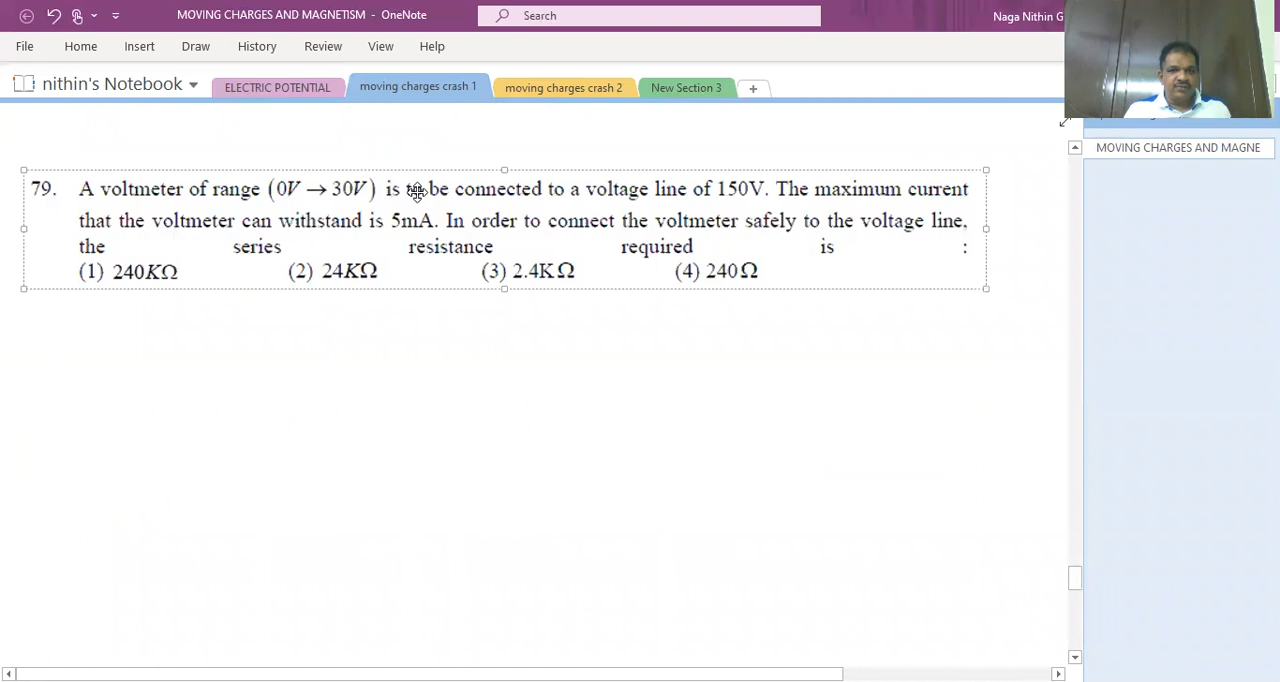 MOVING CHARGES AND MAGNETISM - OneNote
Search
Naga Nithin G
File Home Insert Draw History Review View Help
nithin's Notebook
ELECTRIC POTENTIAL
moving charges crash 1
moving charges crash 2
New Section 3
MOVING CHARGES AND MAGNE
79. A voltmeter of range (0V → 30V) is to be connected to a voltage line of 150V. The maximum current
that the voltmeter can withstand is 5mA. In order to connect the voltmeter safely to the voltage line,
the series resistance required is :
(1) 240KΩ (2) 24KΩ (3) 2.4KΩ (4) 240Ω